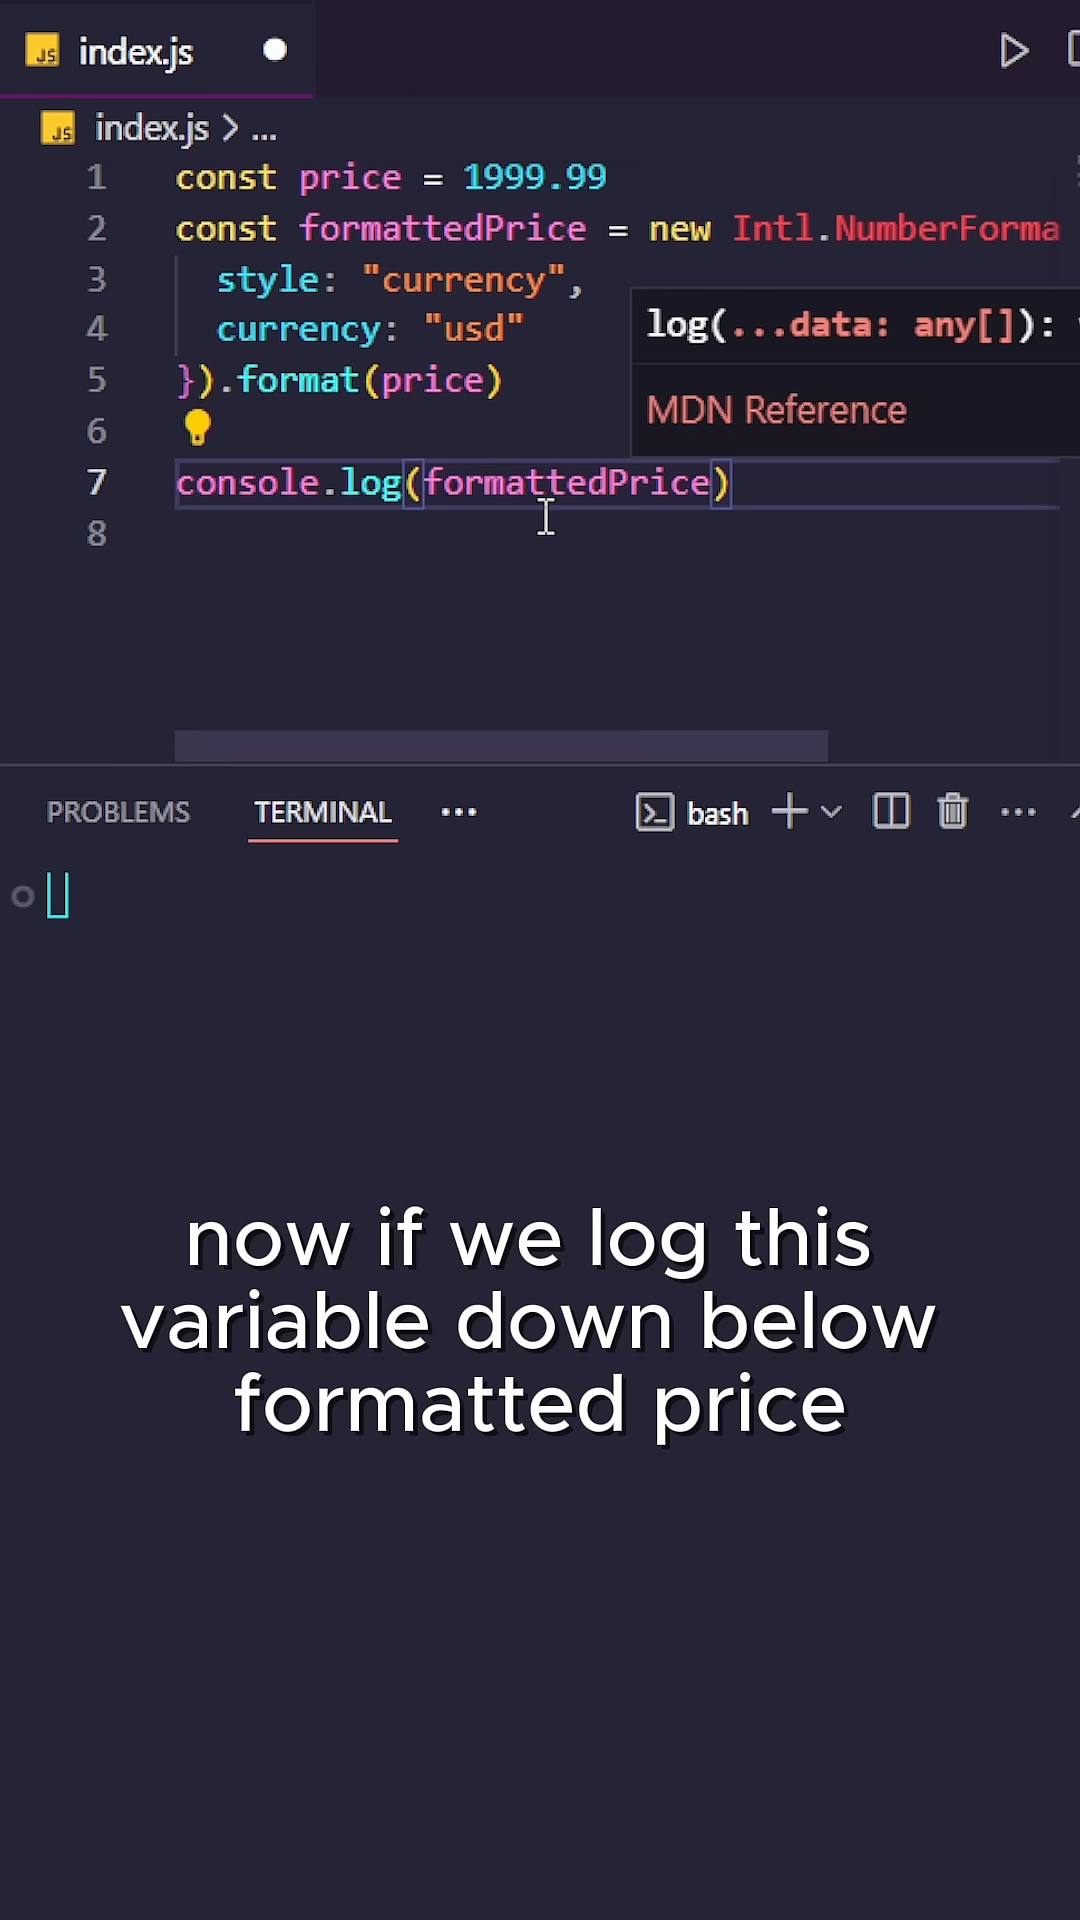 JS index.js
JS index.js > ...
1 const price = 1999.99
2 const formattedPrice = new Intl.NumberForma
3 style: "currency",
4 currency: "usd"
log(...data: any[]):
5 }).format(price)
MDN Reference
6
7 console.log(formattedPrice)
8
PROBLEMS TERMINAL ... bash
now if we log this
variable down below
formatted price